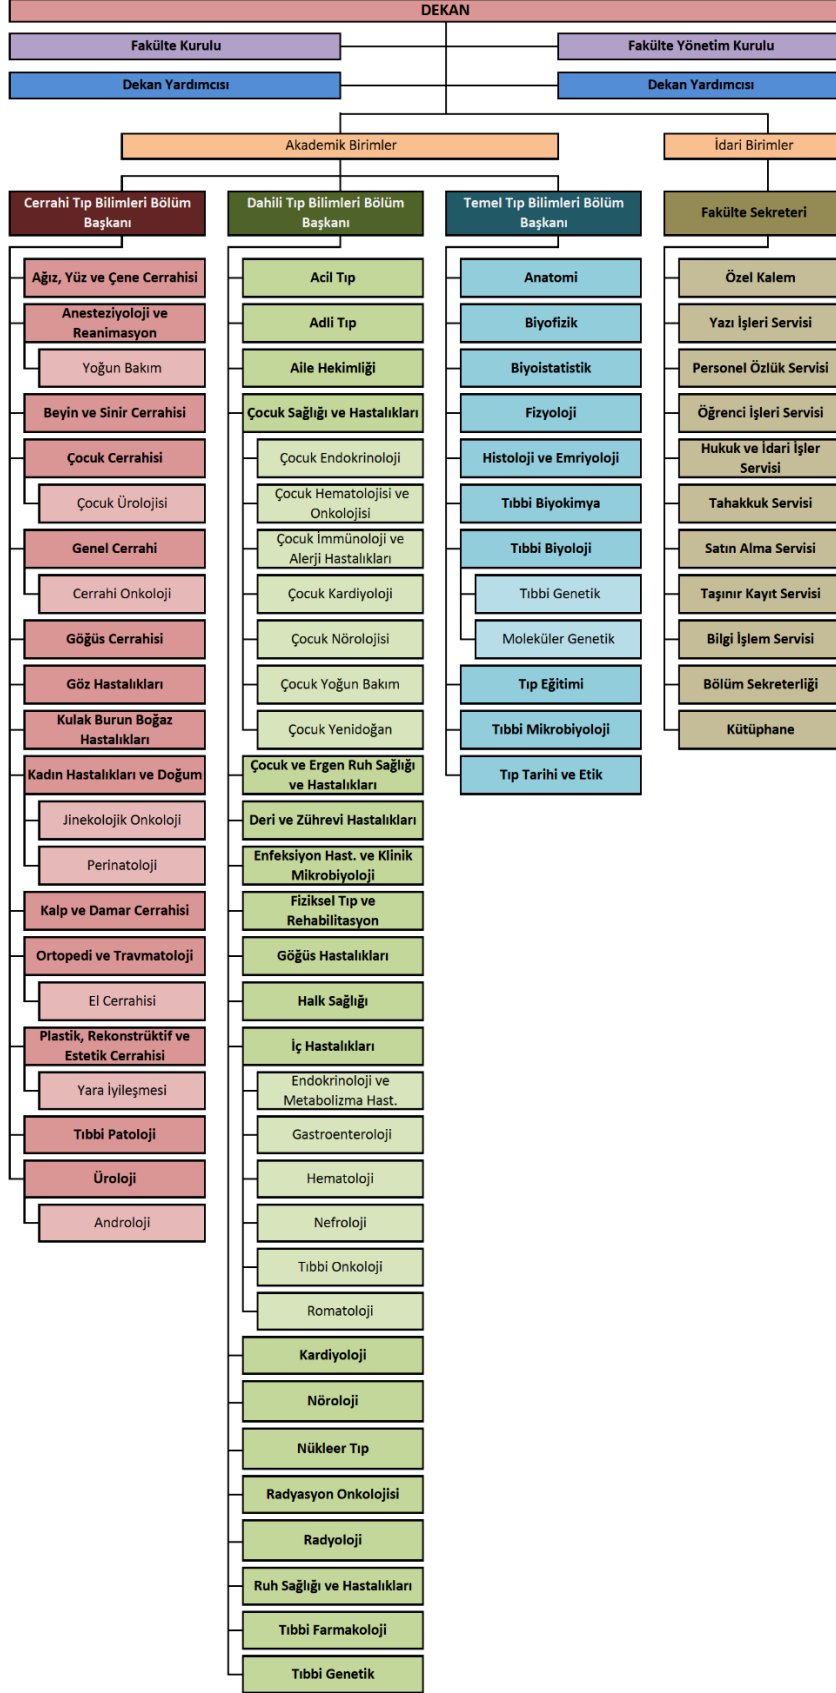 DEKAN
Fakülte Kurulu
Fakülte Yönetim Kurulu
Dekan Yardımcısı
Dekan Yardımcısı
Akademik Birimler
İdari Birimler
Cerrahi Tıp Bilimleri Bölüm
Başkanı
Ağız, Yüz ve Çene Cerrahisi
Anesteziyoloji ve
Reanimasyon
Yoğun Bakım
Beyin ve Sinir Cerrahisi
Çocuk Cerrahisi
Çocuk Ürolojisi
Genel Cerrahi
Cerrahi Onkoloji
Göğüs Cerrahisi
Göz Hastalıkları
Kulak Burun Boğaz
Hastalıkları
Kadın Hastalıkları ve Doğum
Jinekolojik Onkoloji
Perinatoloji
Kalp ve Damar Cerrahisi
Ortopedi ve Travmatoloji
El Cerrahisi
Plastik, Rekonstrüktif ve
Estetik Cerrahisi
Yara İyileşmesi
Tıbbi Patoloji
Üroloji
Androloji
Dahili Tıp Bilimleri Bölüm
Başkanı
Acil Tıp
Adli Tıp
Aile Hekimliği
Çocuk Sağlığı ve Hastalıkları
Çocuk Endokrinoloji
Çocuk Hematolojisi ve
Onkolojisi
Çocuk İmmünoloji ve
Alerji Hastalıkları
Çocuk Kardiyoloji
Çocuk Nörolojisi
Çocuk Yoğun Bakım
Çocuk Yenidoğan
Çocuk ve Ergen Ruh Sağlığı
ve Hastalıkları
Deri ve Zührevi Hastalıkları
Enfeksiyon Hast. ve Klinik
Mikrobiyoloji
Fiziksel Tıp ve
Rehabilitasyon
Göğüs Hastalıkları
Halk Sağlığı
İç Hastalıkları
Endokrinoloji ve
Metabolizma Hast.
Gastroenteroloji
Hematoloji
Nefroloji
Tıbbi Onkoloji
Romatoloji
Kardiyoloji
Nöroloji
Nükleer Tıp
Radyasyon Onkolojisi
Radyoloji
Ruh Sağlığı ve Hastalıkları
Tıbbi Farmakoloji
Tıbbi Genetik
Temel Tıp Bilimleri Bölüm
Başkanı
Anatomi
Biyofizik
Biyoistatistik
Fizyoloji
Histoloji ve Emriyoloji
Tıbbi Biyokimya
Tıbbi Biyoloji
Tıbbi Genetik
Moleküler Genetik
Tıp Eğitimi
Tıbbi Mikrobiyoloji
Tıp Tarihi ve Etik
Fakülte Sekreteri
Özel Kalem
Yazı İşleri Servisi
Personel Özlük Servisi
Öğrenci İşleri Servisi
Hukuk ve İdari İşler
Servisi
Tahakkuk Servisi
Satın Alma Servisi
Taşınır Kayıt Servisi
Bilgi İşlem Servisi
Bölüm Sekreterliği
Kütüphane